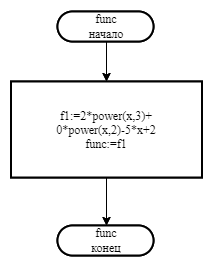 func
начало
f1:=2*power(x,3)+
0*power(x,2)-5*x+2
func:=f1
func
конец